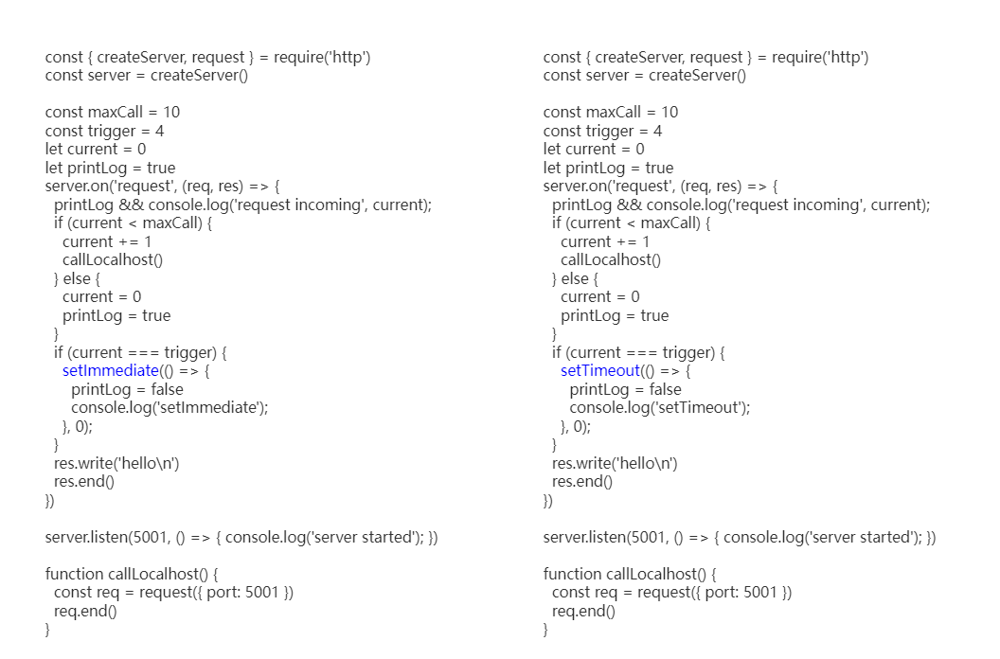 const { createServer, request } = require('http')
const server = createServer()

const maxCall = 10
const trigger = 4
let current = 0
let printLog = true
server.on('request', (req, res) => {
  printLog && console.log('request incoming', current);
  if (current < maxCall) {
    current += 1
    callLocalhost()
  } else {
    current = 0
    printLog = true
  }
  if (current === trigger) {
    setImmediate(() => {
      printLog = false
      console.log('setImmediate');
    }, 0);
  }
  res.write('hello\n')
  res.end()
})

server.listen(5001, () => { console.log('server started'); })

function callLocalhost() {
  const req = request({ port: 5001 })
  req.end()
}

const { createServer, request } = require('http')
const server = createServer()

const maxCall = 10
const trigger = 4
let current = 0
let printLog = true
server.on('request', (req, res) => {
  printLog && console.log('request incoming', current);
  if (current < maxCall) {
    current += 1
    callLocalhost()
  } else {
    current = 0
    printLog = true
  }
  if (current === trigger) {
    setTimeout(() => {
      printLog = false
      console.log('setTimeout');
    }, 0);
  }
  res.write('hello\n')
  res.end()
})

server.listen(5001, () => { console.log('server started'); })

function callLocalhost() {
  const req = request({ port: 5001 })
  req.end()
}